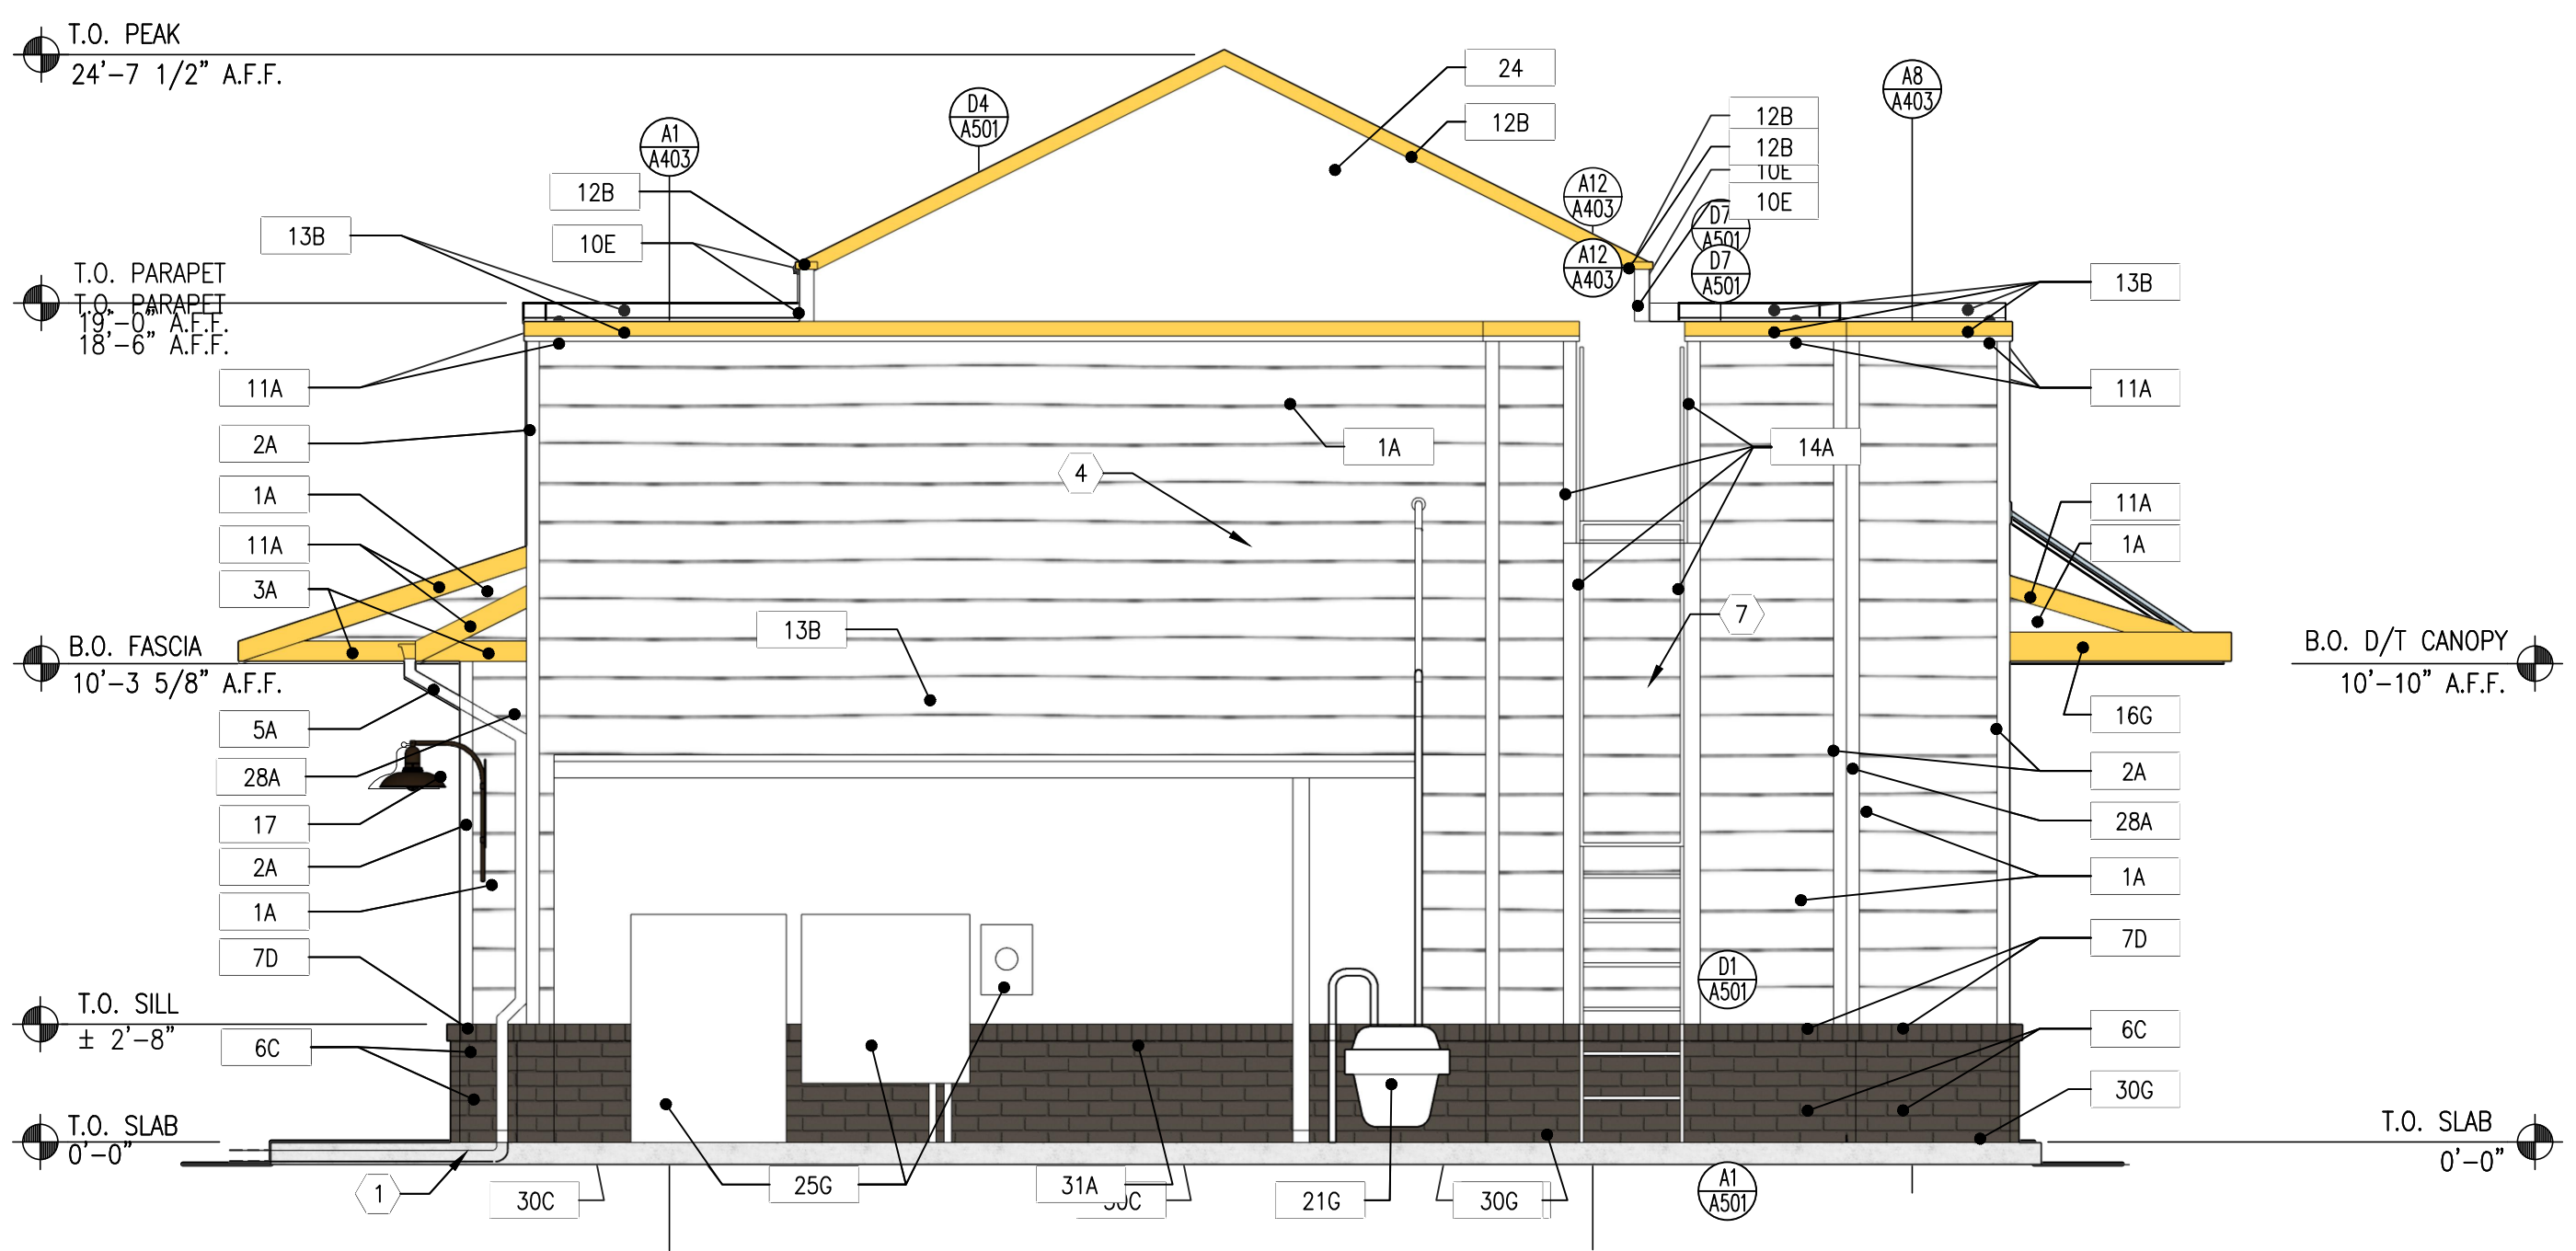 T.O. PEAK
24'-7 1/2" A.F.F.
24
12B
D4
A501
A8
A403
12B
12B
10E
10E
A1
A403
12B
10E
13B
A12
A403
A12
A403
D7
A501
D7
A501
T.O. PARAPET
T.O. PARAPET
19'-0" A.F.F.
18'-6" A.F.F.
13B
11A
11A
2A
1A
14A
1A
4
11A
11A
1A
3A
13B
7
B.O. FASCIA
10'-3 5/8" A.F.F.
B.O. D/T CANOPY
10'-10" A.F.F.
5A
16G
28A
2A
17
28A
2A
1A
1A
7D
7D
D1
A501
T.O. SILL
± 2'-8"
6C
6C
30G
T.O. SLAB
0'-0"
T.O. SLAB
0'-0"
1
30C
25G
31A
30C
21G
30G
A1
A501